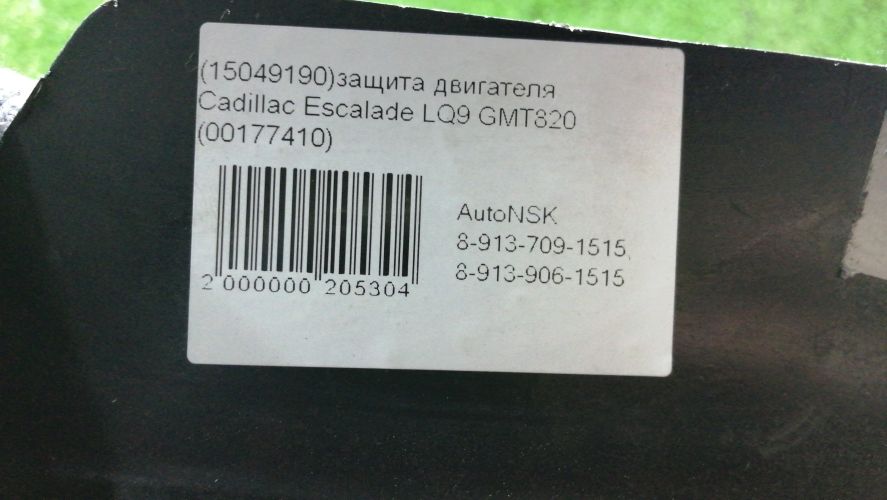 (15049190)защита двигателя
Cadillac Escalade LQ9 GMT820
(00177410)
AutoNSK
8-913-709-1515,
8-913-906-1515
2 000000 205304